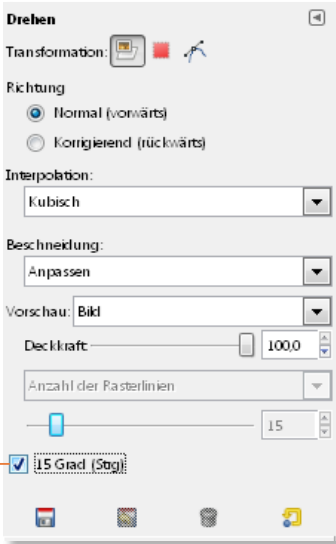 Drehen
Transformation:
Richtung
Normal (vorwärts)
Korrigierend (rückwärts)
Interpolation:
Kubisch
Beschneidung:
Anpassen
Vorschau: Bild
Deckkraft: 100,0
Anzahl der Rasterlinien
15
15 Grad (Strg)